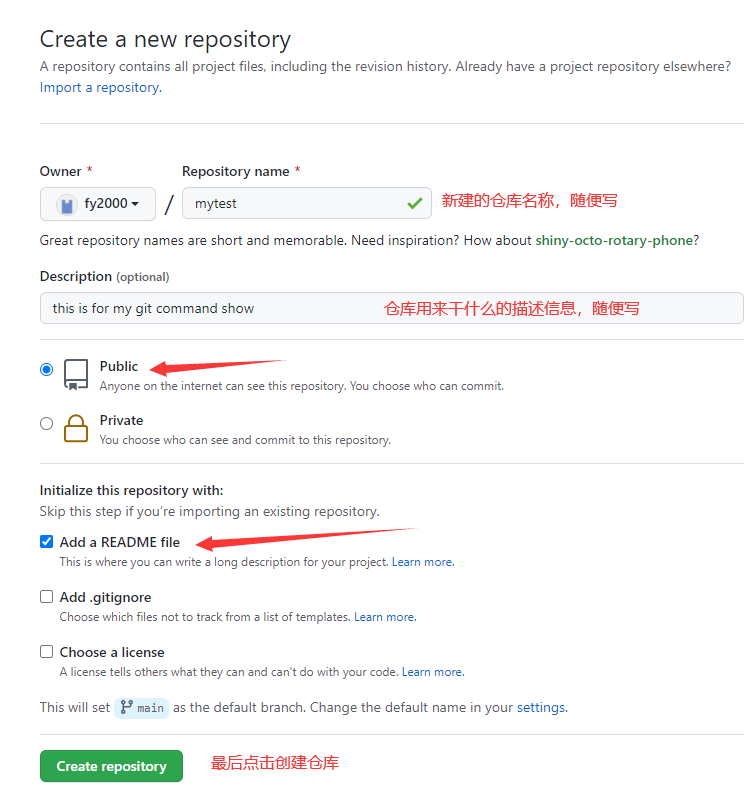 Create a new repository
A repository contains all project files, including the revision history. Already have a project repository elsewhere?
Import a repository.
Owner * Repository name *
fy2000 / mytest 新建的仓库名称，随便写
Great repository names are short and memorable. Need inspiration? How about shiny-octo-rotary-phone?
Description (optional)
this is for my git command show 仓库用来干什么的描述信息，随便写
Public
Anyone on the internet can see this repository. You choose who can commit.
Private
You choose who can see and commit to this repository.
Initialize this repository with:
Skip this step if you're importing an existing repository.
Add a README file
This is where you can write a long description for your project. Learn more.
Add .gitignore
Choose which files not to track from a list of templates. Learn more.
Choose a license
A license tells others what they can and can't do with your code. Learn more.
This will set main as the default branch. Change the default name in your settings.
Create repository 最后点击创建仓库